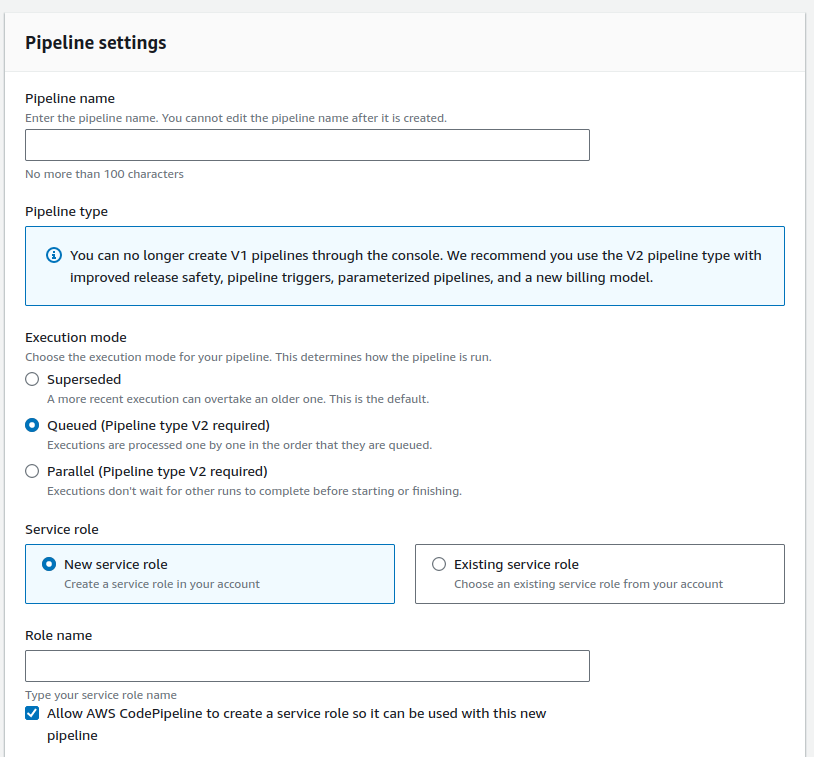 Pipeline settings
Pipeline name
Enter the pipeline name. You cannot edit the pipeline name after it is created.
No more than 100 characters
Pipeline type
You can no longer create V1 pipelines through the console. We recommend you use the V2 pipeline type with
improved release safety, pipeline triggers, parameterized pipelines, and a new billing model.
Execution mode
Choose the execution mode for your pipeline. This determines how the pipeline is run.
Superseded
A more recent execution can overtake an older one. This is the default.
Queued (Pipeline type V2 required)
Executions are processed one by one in the order that they are queued.
Parallel (Pipeline type V2 required)
Executions don't wait for other runs to complete before starting or finishing.
Service role
New service role
Create a service role in your account
Existing service role
Choose an existing service role from your account
Role name
Type your service role name
Allow AWS CodePipeline to create a service role so it can be used with this new
pipeline